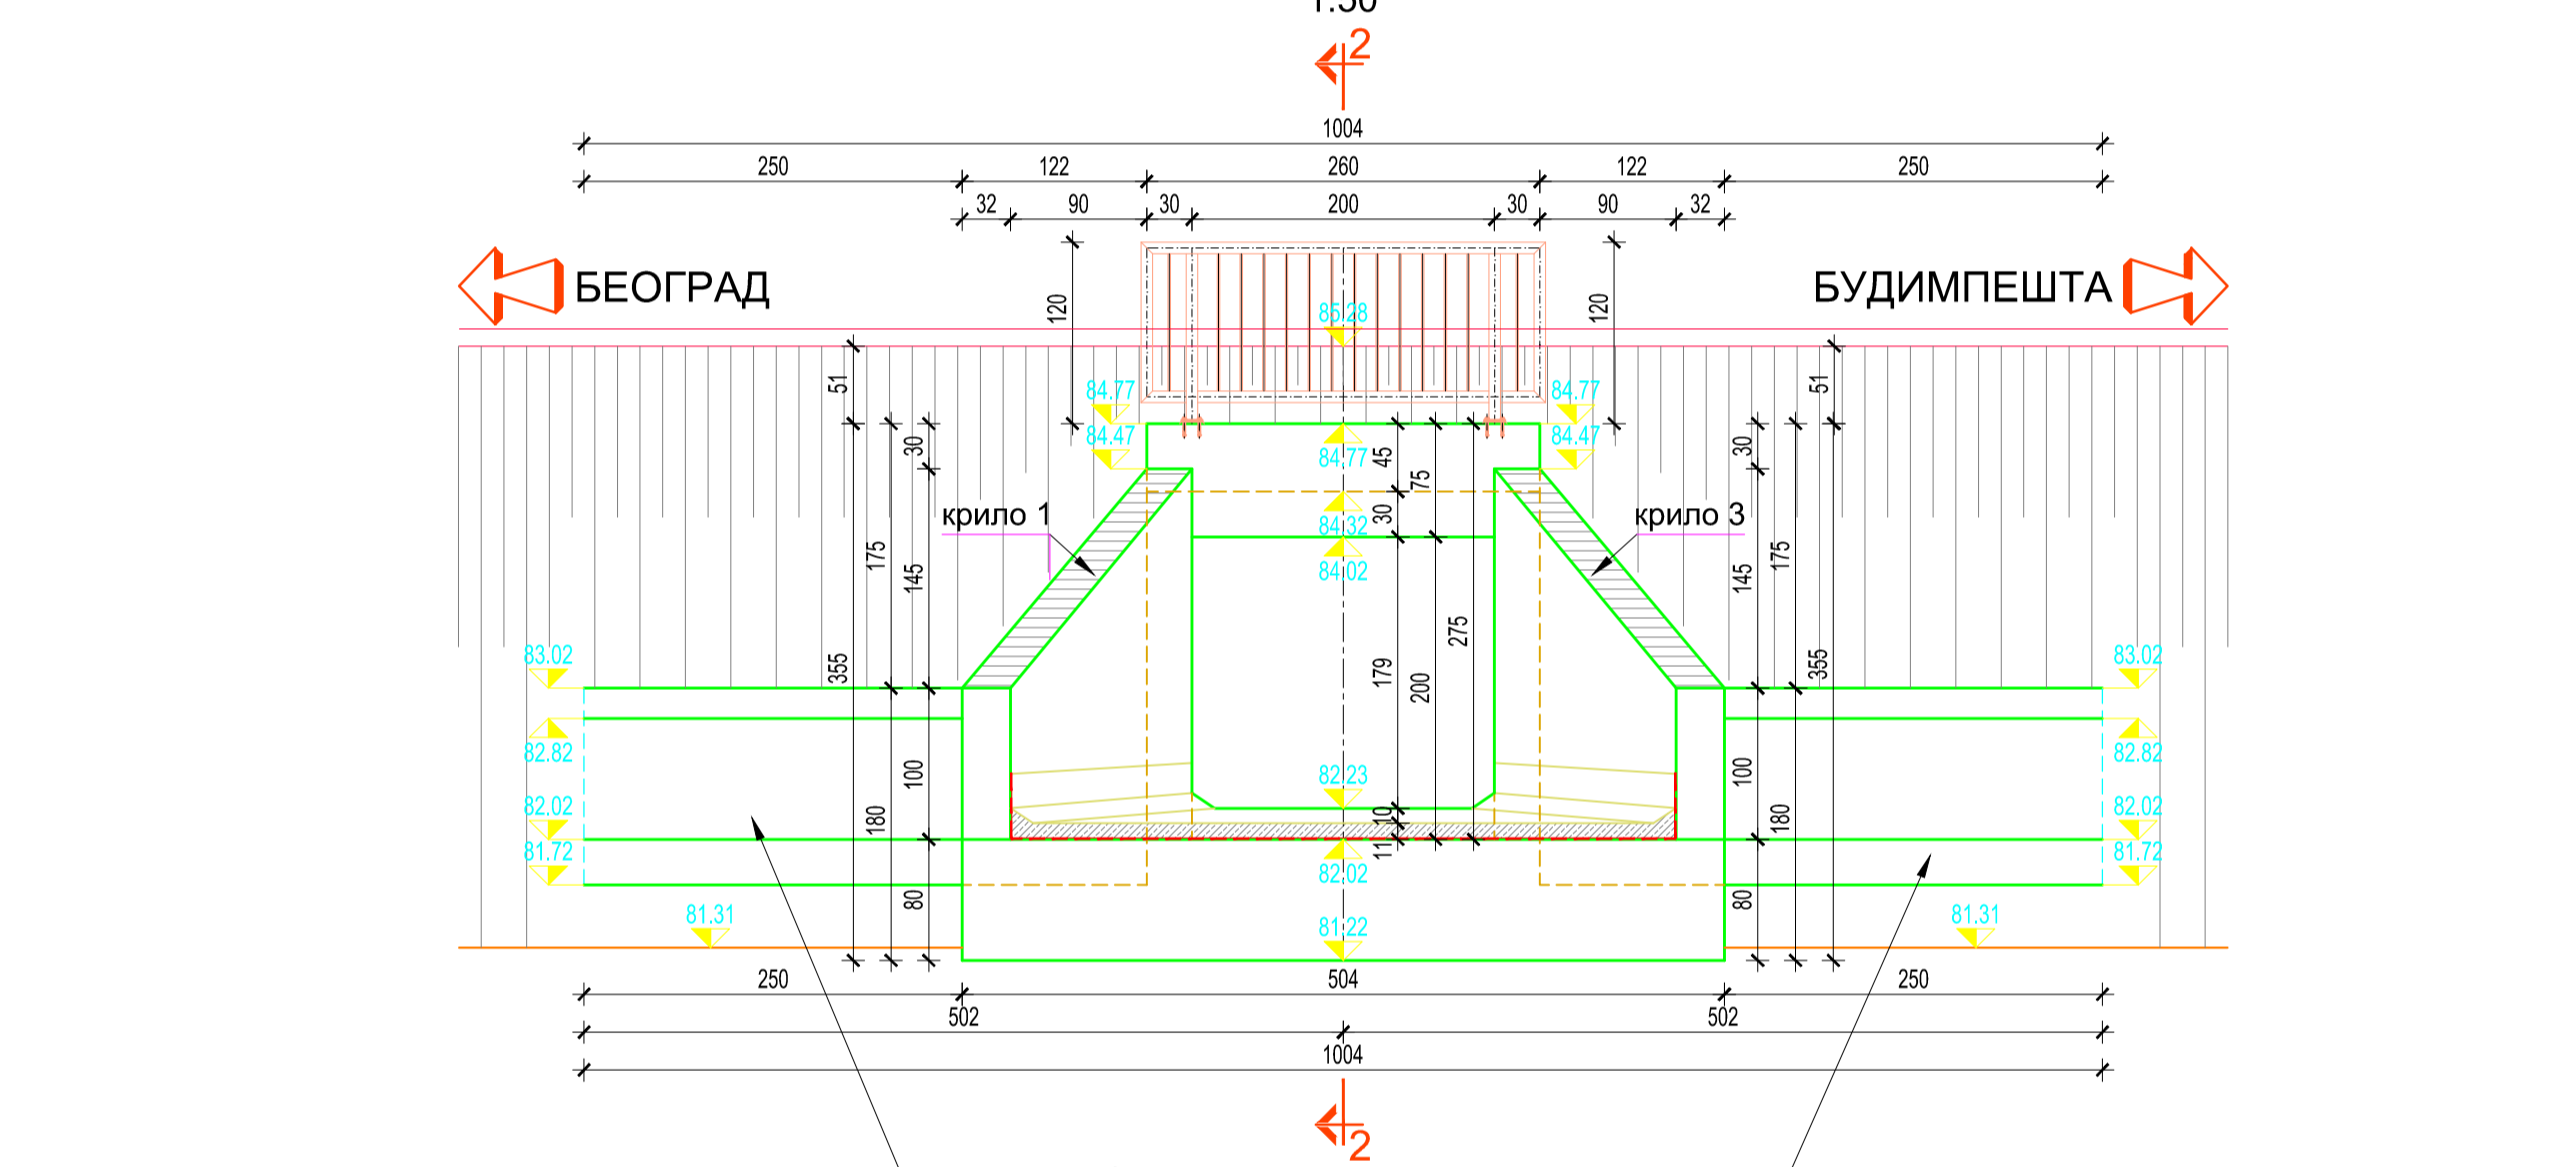 1:50
2
1004
250 122 260 122 250
32 90 30 200 30 90 32
БЕОГРАД
БУДИМПЕШТА
120 85.28 120
51 84.77 84.77 51
30 84.47 84.77 45 75 84.47 30
крило 1 84.32 30 крило 3
175 145 84.02 145 175
83.02 355 179 200 275 355 83.02
82.82 100 82.23 100 82.82
82.02 180 10 180 82.02
81.72 11 82.02 81.72
81.31 80 81.22 80 81.31
250 504 250
502 502
1004
2